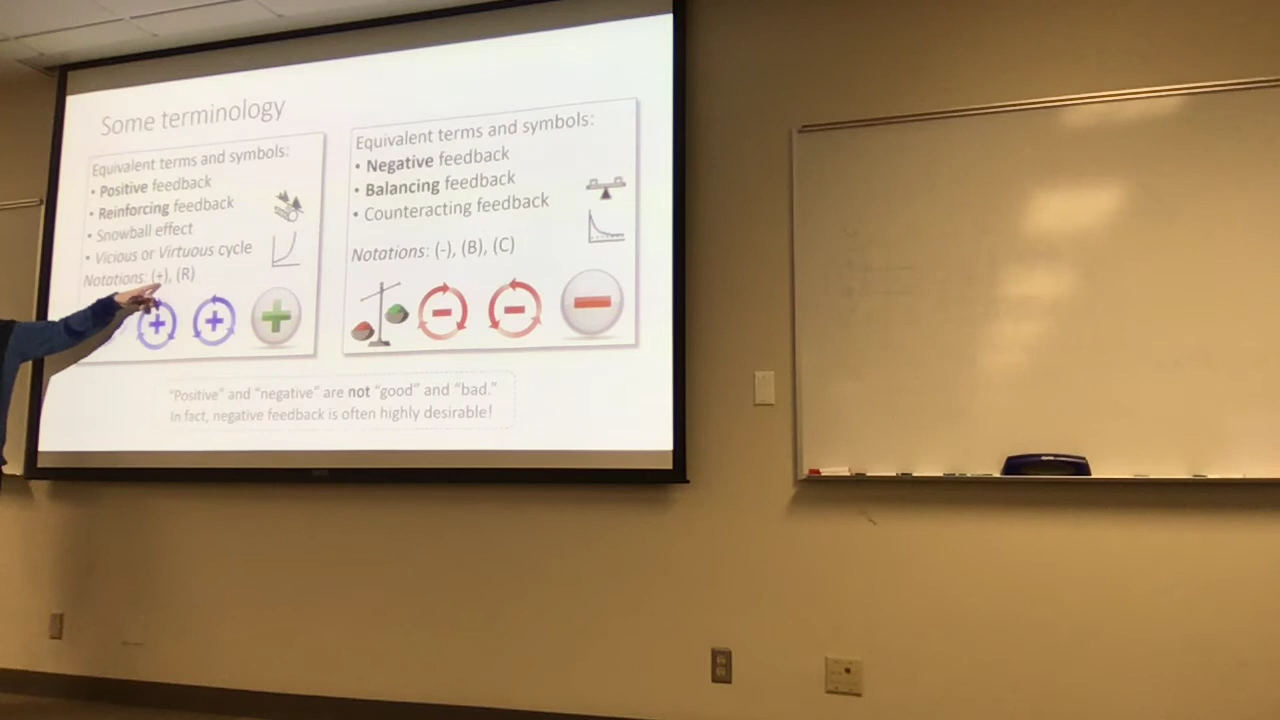 Some terminology
Equivalent terms and symbols:
• Positive feedback
• Reinforcing feedback
• Snowball effect
• Vicious or Virtuous cycle
Notations: (+), (R)
Equivalent terms and symbols:
• Negative feedback
• Balancing feedback
• Counteracting feedback
Notations: (-), (B), (C)
"Positive" and "negative" are not "good" and "bad."
In fact, negative feedback is often highly desirable!